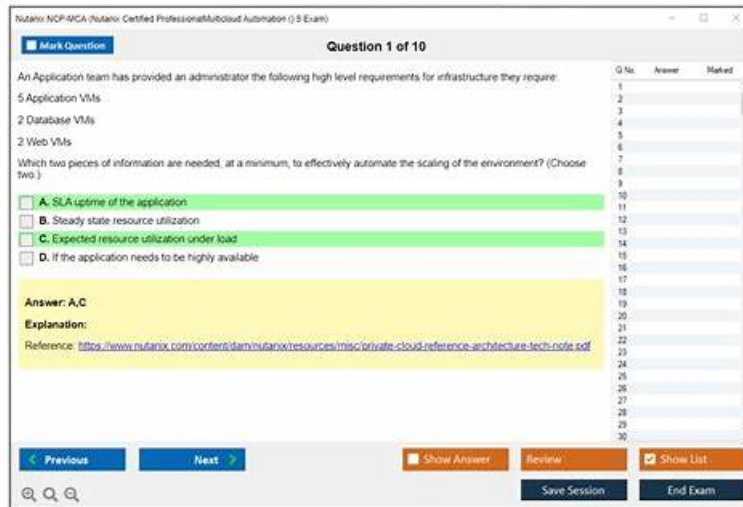 Nutanix NCP-MCA (Nutanix Certified ProfessionalMulticloud Automation () 5 Exam)
Mark Question
Question 1 of 10
An Application team has provided an administrator the following high level requirements for infrastructure they require:
5 Application VMs
2 Database VMs
2 Web VMs
Which two pieces of information are needed, at a minimum, to effectively automate the scaling of the environment? (Choose
two.)
A. SLA uptime of the application
B. Steady state resource utilization
C. Expected resource utilization under load
D. If the application needs to be highly available
Answer: A,C
Explanation:
Reference: https://www.nutanix.com/content/dam/nutanix/resources/misc/private-cloud-reference-architecture-tech-note.pdf
Q No. Answer Marked
1
2
3
4
5
6
7
8
9
10
11
12
13
14
15
16
17
18
19
20
21
22
23
24
25
26
27
28
29
30
Previous
Next
Show Answer
Review
Show List
Save Session
End Exam